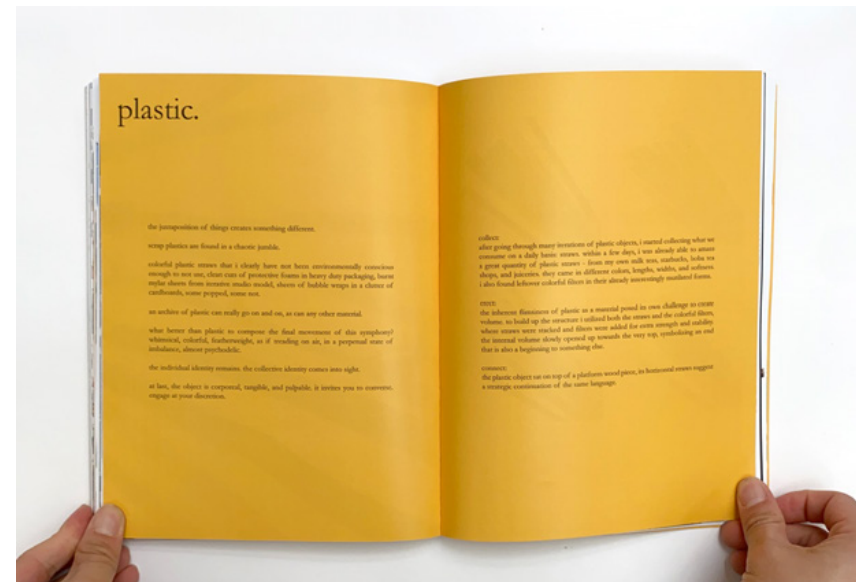 plastic.
the juxtaposition of things creates something different.
scrap plastics are found in a chaotic jumble.
colorful plastic straws that i clearly have not been environmentally conscious
enough to not use, clean cuts of protective foams in heavy duty packaging, burnt
mylar sheets from iterative studio model, sheets of bubble wraps in a clutter of
cardboards, some popped, some not.
an archive of plastic can really go on and on, as can any other material.
what better than plastic to compose the final movement of this symphony?
whimsical, colorful, featherweight, as if treading on air, in a perpetual state of
imbalance, almost psychedelic.
the individual identity remains. the collective identity comes into sight.
at last, the object is corporeal, tangible, and palpable. it invites you to converse.
engage at your discretion.
collect:
after going through many iterations of plastic objects, i started collecting what we
consume on a daily basis: straws. within a few days, i was already able to amass
a great quantity of plastic straws - from my own milk teas, starbucks, boba tea
shops, and juiceries. they came in different colors, lengths, widths, and softness.
i also found leftover colorful filters in their already interestingly mutilated forms.
the inherent flimsiness of plastic as a material posed its own challenge to create
volume. to build up the structure i utilized both the straws and the colorful filters,
where straws were stacked and filters were added for extra strength and stability.
the internal volume slowly opened up towards the very top, symbolizing an end
that is also a beginning to something else.
connect:
the plastic object sat on top of a platform wood piece, its horizontal straws suggest
a strategic continuation of the same language.